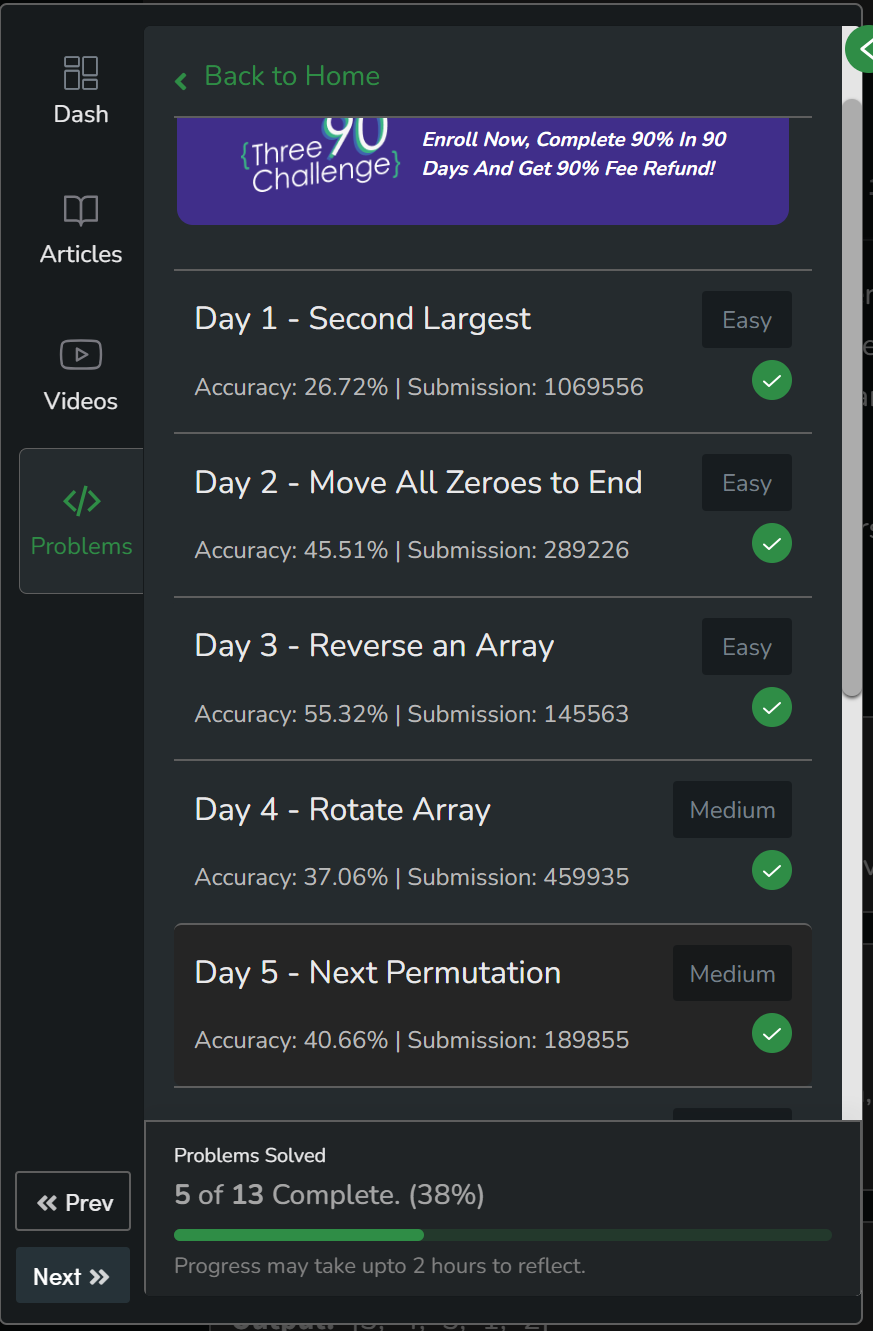 Back to Home
Dash
Articles
Videos
Problems
{Three 90
Challenge}
Enroll Now, Complete 90% In 90
Days And Get 90% Fee Refund!
Day 1 - Second Largest
Easy
Accuracy: 26.72% | Submission: 1069556
Day 2 - Move All Zeroes to End
Easy
Accuracy: 45.51% | Submission: 289226
Day 3 - Reverse an Array
Easy
Accuracy: 55.32% | Submission: 145563
Day 4 - Rotate Array
Medium
Accuracy: 37.06% | Submission: 459935
Day 5 - Next Permutation
Medium
Accuracy: 40.66% | Submission: 189855
Problems Solved
5 of 13 Complete. (38%)
Progress may take upto 2 hours to reflect.
Prev
Next